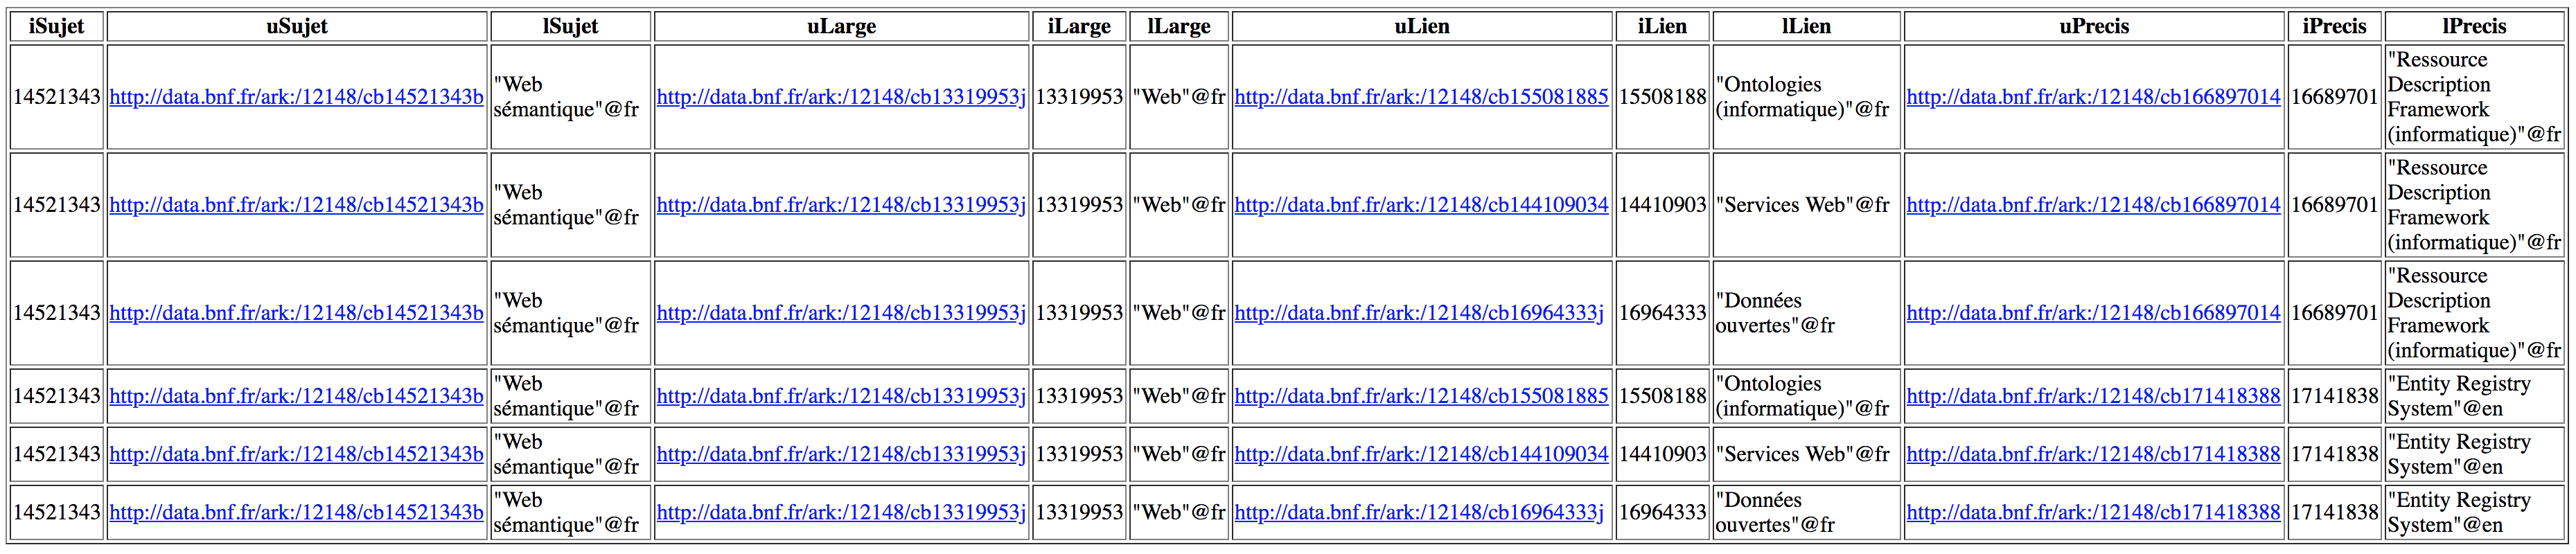 iSujet uSujet lSujet uLarge iLarge lLarge uLien iLien lLien uPrecis iPrecis lPrecis
14521343 http://data.bnf.fr/ark:/12148/cb14521343b "Web sémantique"@fr http://data.bnf.fr/ark:/12148/cb13319953j 13319953 "Web"@fr http://data.bnf.fr/ark:/12148/cb155081885 15508188 "Ontologies (informatique)"@fr http://data.bnf.fr/ark:/12148/cb166897014 16689701 "Ressource Description Framework (informatique)"@fr
14521343 http://data.bnf.fr/ark:/12148/cb14521343b "Web sémantique"@fr http://data.bnf.fr/ark:/12148/cb13319953j 13319953 "Web"@fr http://data.bnf.fr/ark:/12148/cb144109034 14410903 "Services Web"@fr http://data.bnf.fr/ark:/12148/cb166897014 16689701 "Ressource Description Framework (informatique)"@fr
14521343 http://data.bnf.fr/ark:/12148/cb14521343b "Web sémantique"@fr http://data.bnf.fr/ark:/12148/cb13319953j 13319953 "Web"@fr http://data.bnf.fr/ark:/12148/cb16964333j 16964333 "Données ouvertes"@fr http://data.bnf.fr/ark:/12148/cb166897014 16689701 "Ressource Description Framework (informatique)"@fr
14521343 http://data.bnf.fr/ark:/12148/cb14521343b "Web sémantique"@fr http://data.bnf.fr/ark:/12148/cb13319953j 13319953 "Web"@fr http://data.bnf.fr/ark:/12148/cb155081885 15508188 "Ontologies (informatique)"@fr http://data.bnf.fr/ark:/12148/cb171418388 17141838 "Entity Registry System"@en
14521343 http://data.bnf.fr/ark:/12148/cb14521343b "Web sémantique"@fr http://data.bnf.fr/ark:/12148/cb13319953j 13319953 "Web"@fr http://data.bnf.fr/ark:/12148/cb144109034 14410903 "Services Web"@fr http://data.bnf.fr/ark:/12148/cb171418388 17141838 "Entity Registry System"@en
14521343 http://data.bnf.fr/ark:/12148/cb14521343b "Web sémantique"@fr http://data.bnf.fr/ark:/12148/cb13319953j 13319953 "Web"@fr http://data.bnf.fr/ark:/12148/cb16964333j 16964333 "Données ouvertes"@fr http://data.bnf.fr/ark:/12148/cb171418388 17141838 "Entity Registry System"@en